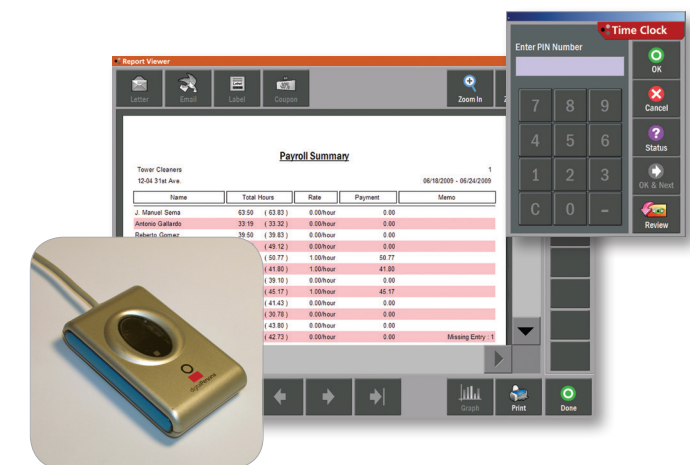 Report Viewer
Letter Email Label Coupon Zoom In
Payroll Summary
Tower Cleaners 1
12-04 31st Ave. 06/18/2009 - 06/24/2009
Name Total Hours Rate Payment Memo
J. Manuel Serna 63:50 ( 63.83 ) 0.00/hour 0.00
Antonio Gallardo 33:19 ( 33.32 ) 0.00/hour 0.00
Roberto Gomez 39:50 ( 39.83 ) 0.00/hour 0.00
( 49.12 ) 0.00/hour 0.00
( 50.77 ) 1.00/hour 50.77
( 41.80 ) 1.00/hour 41.80
( 39.10 ) 0.00/hour 0.00
( 45.17 ) 1.00/hour 45.17
( 41.43 ) 0.00/hour 0.00
( 30.78 ) 0.00/hour 0.00
( 43.80 ) 0.00/hour 0.00
( 42.73 ) 0.00/hour 0.00 Missing Entry : 1
Graph Print Done
Time Clock
Enter PIN Number
OK
7 8 9 Cancel
4 5 6 Status
1 2 3 OK & Next
C 0 - Review
digitalPersona